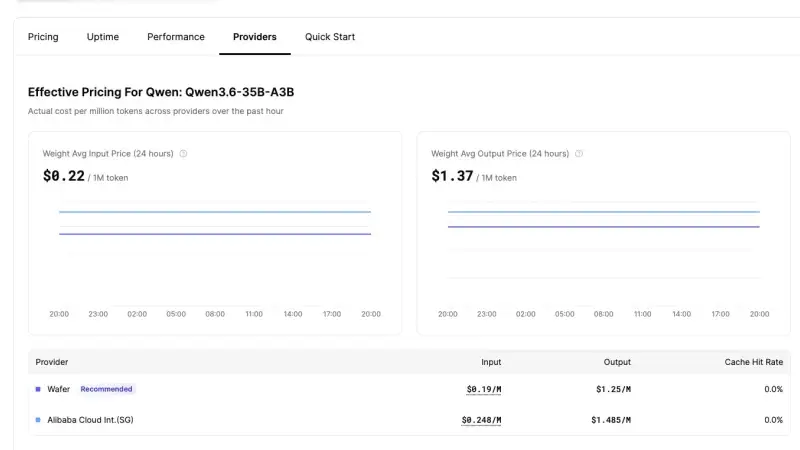 Pricing Uptime Performance Providers Quick Start
Effective Pricing For Qwen: Qwen3.6-35B-A3B
Actual cost per million tokens across providers over the past hour
Weight Avg Input Price (24 hours)
$0.22 / 1M token
20:00 23:00 02:00 05:00 08:00 11:00 14:00 17:00 20:00
Weight Avg Output Price (24 hours)
$1.37 / 1M token
20:00 23:00 02:00 05:00 08:00 11:00 14:00 17:00 20:00
Provider Input Output Cache Hit Rate
Wafer Recommended $0.19/M $1.25/M 0.0%
Alibaba Cloud Int.(SG) $0.248/M $1.485/M 0.0%